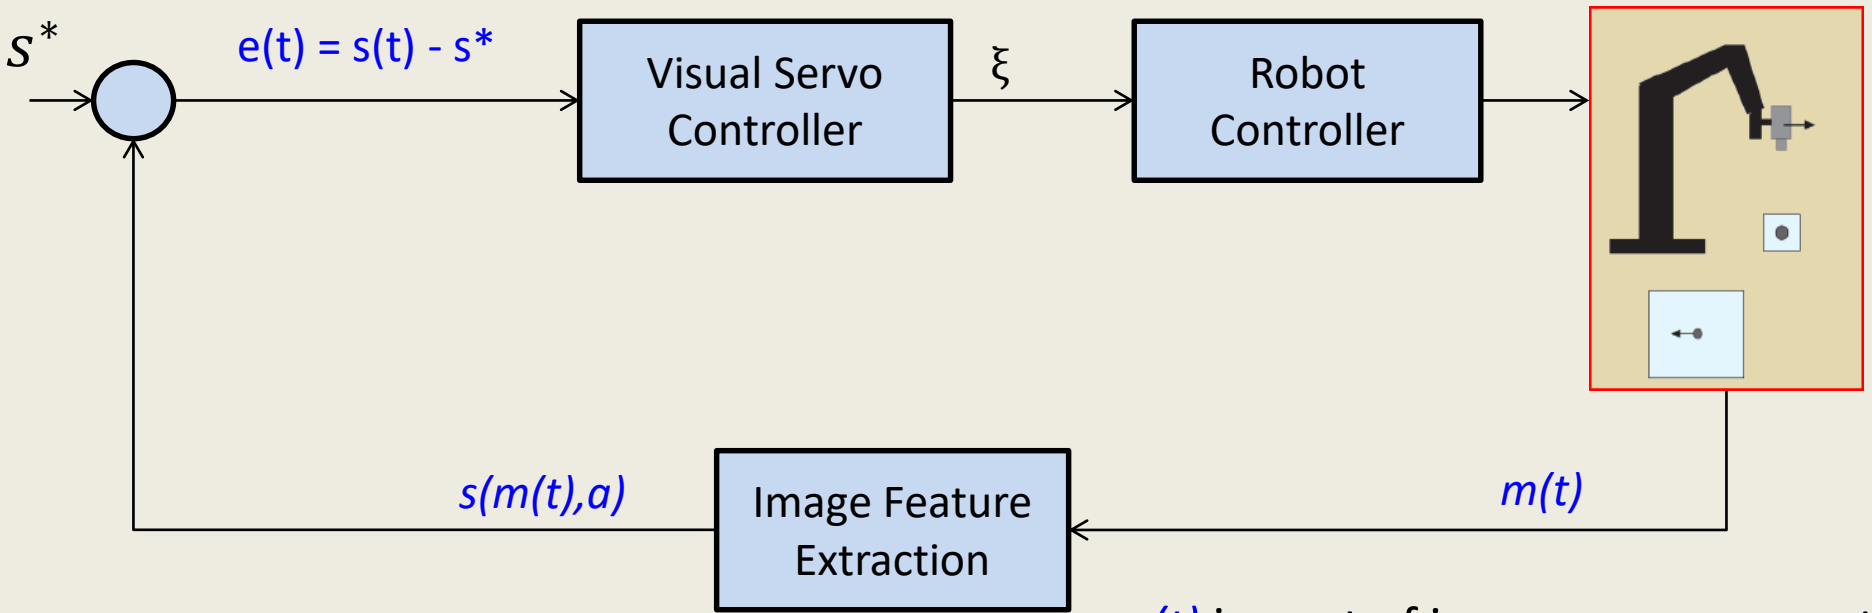 s*
e(t) = s(t) - s*
Visual Servo
Controller
ξ
Robot
Controller
s(m(t),a)
Image Feature
Extraction
m(t)